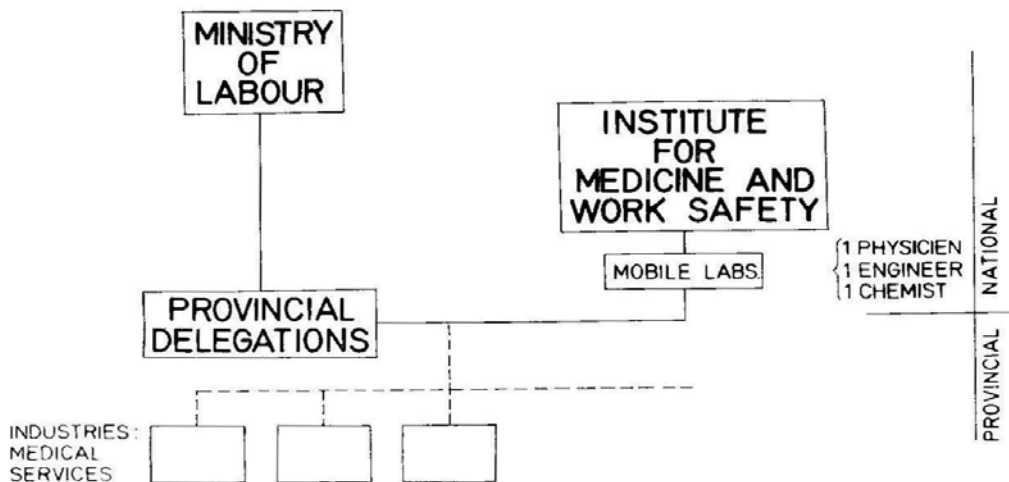 MINISTRY
OF
LABOUR
INSTITUTE
FOR
MEDICINE AND
WORK SAFETY
MOBILE LABS.
1 PHYSICIEN
1 ENGINEER
1 CHEMIST
NATIONAL
PROVINCIAL
DELEGATIONS
PROVINCIAL
INDUSTRIES:
MEDICAL
SERVICES